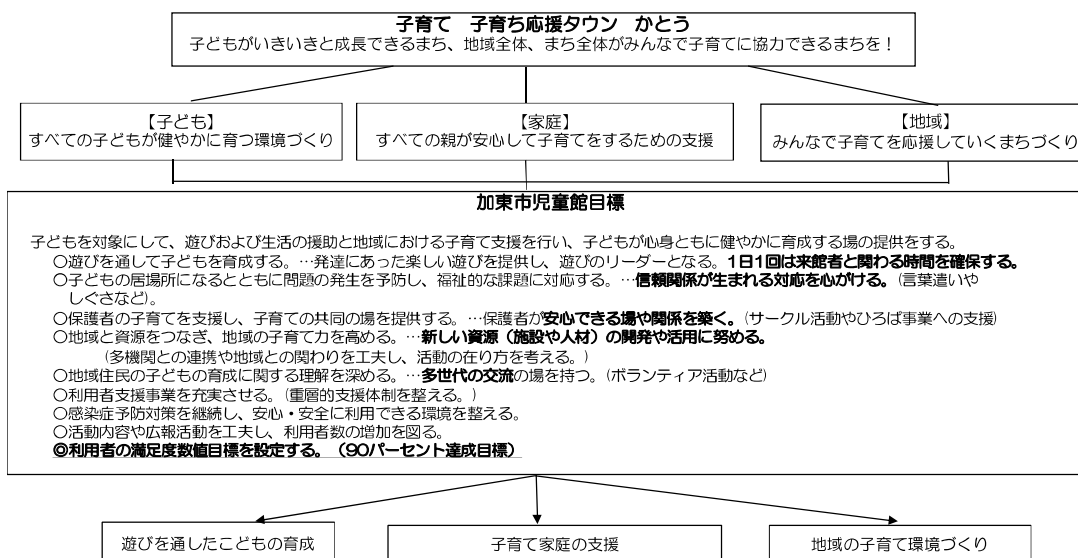 子育て　子育ち応援タウン　かとう
子どもがいきいきと成長できるまち、地域全体、まち全体がみんなで子育てに協力できるまちを！
【子ども】
すべての子どもが健やかに育つ環境づくり
【家庭】
すべての親が安心して子育てをするための支援
【地域】
みんなで子育てを応援していくまちづくり
加東市児童館目標
子どもを対象にして、遊びおよび生活の援助と地域における子育て支援を行い、子どもが心身ともに健やかに育成する場の提供をする。
〇遊びを通して子どもを育成する。…発達にあった楽しい遊びを提供し、遊びのリーダーとなる。1日1回は来館者と関わる時間を確保する。
〇子どもの居場所になるとともに問題の発生を予防し、福祉的な課題に対応する。…信頼関係が生まれる対応を心がける。（言葉遣いや
しぐさなど）。
〇保護者の子育てを支援し、子育ての共同の場を提供する。…保護者が安心できる場や関係を築く。（サークル活動やひろば事業への支援）
〇地域と資源をつなぎ、地域の子育て力を高める。…新しい資源（施設や人材）の開発や活用に努める。
（多機関との連携や地域との関わりを工夫し、活動の在り方を考える。）
〇地域住民の子どもの育成に関する理解を深める。…多世代の交流の場を持つ。（ボランティア活動など）
〇利用者支援事業を充実させる。（重層的支援体制を整える。）
〇感染症予防対策を継続し、安心・安全に利用できる環境を整える。
〇活動内容や広報活動を工夫し、利用者数の増加を図る。
◎利用者の満足度数値目標を設定する。（90パーセント達成目標）
遊びを通したこどもの育成
子育て家庭の支援
地域の子育て環境づくり